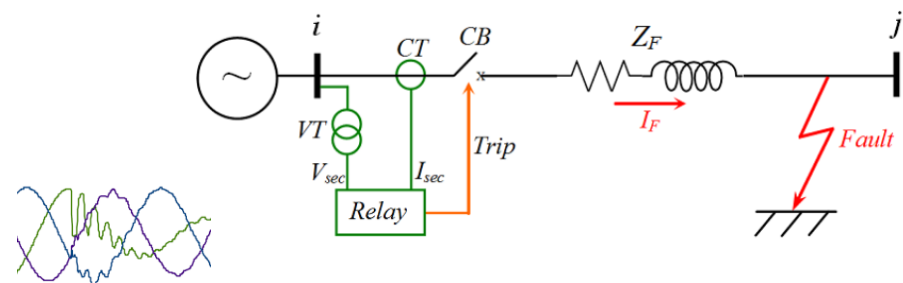 i
CT
CB
Z_F
j
~
I_F
VT
Trip
Fault
V_sec
I_sec
Relay